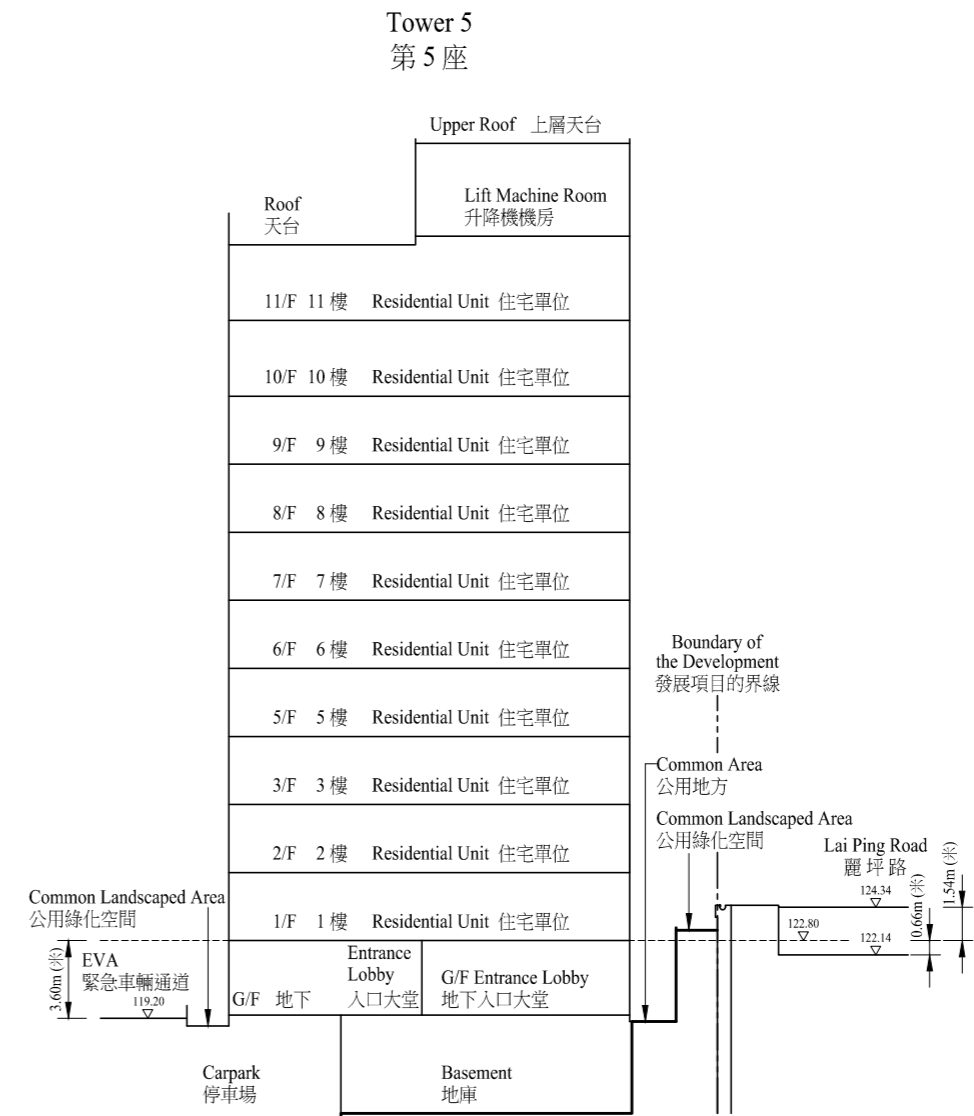 Tower 5
第 5 座
Upper Roof 上層天台
Roof
天台
Lift Machine Room
升降機機房
11/F 11 樓 Residential Unit 住宅單位
10/F 10 樓 Residential Unit 住宅單位
9/F 9 樓 Residential Unit 住宅單位
8/F 8 樓 Residential Unit 住宅單位
7/F 7 樓 Residential Unit 住宅單位
6/F 6 樓 Residential Unit 住宅單位
5/F 5 樓 Residential Unit 住宅單位
3/F 3 樓 Residential Unit 住宅單位
2/F 2 樓 Residential Unit 住宅單位
1/F 1 樓 Residential Unit 住宅單位
Boundary of
the Development
發展項目的界線
Common Area
公用地方
Common Landscaped Area
公用綠化空間
Lai Ping Road
麗坪路
124.34
122.80
122.14
0.66m (米)
1.54m (米)
Common Landscaped Area
公用綠化空間
EVA
緊急車輛通道
119.20
3.60m (米)
G/F 地下
Entrance
Lobby
入口大堂
G/F Entrance Lobby
地下入口大堂
Carpark
停車場
Basement
地庫